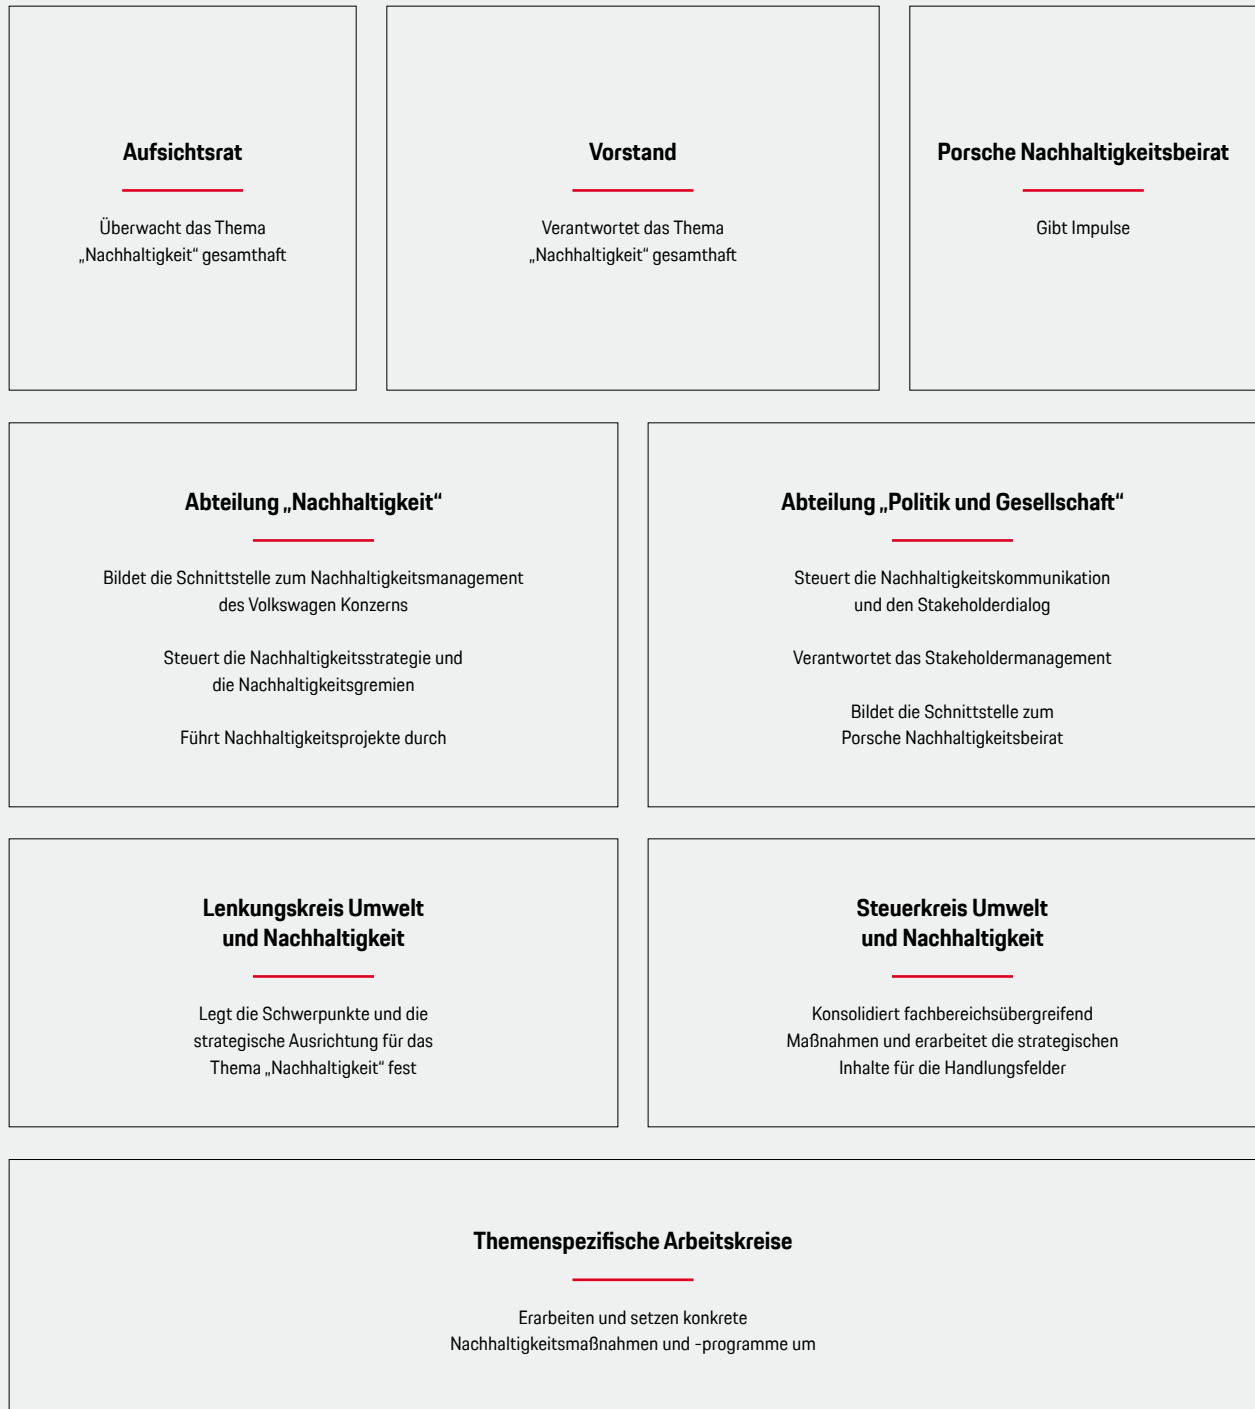 Aufsichtsrat
Überwacht das Thema
„Nachhaltigkeit“ gesamthaft
Vorstand
Verantwortet das Thema
„Nachhaltigkeit“ gesamthaft
Porsche Nachhaltigkeitsbeirat
Gibt Impulse
Abteilung „Nachhaltigkeit“
Bildet die Schnittstelle zum Nachhaltigkeitsmanagement
des Volkswagen Konzerns
Steuert die Nachhaltigkeitsstrategie und
die Nachhaltigkeitsgremien
Führt Nachhaltigkeitsprojekte durch
Abteilung „Politik und Gesellschaft“
Steuert die Nachhaltigkeitskommunikation
und den Stakeholderdialog
Verantwortet das Stakeholdermanagement
Bildet die Schnittstelle zum
Porsche Nachhaltigkeitsbeirat
Lenkungskreis Umwelt
und Nachhaltigkeit
Legt die Schwerpunkte und die
strategische Ausrichtung für das
Thema „Nachhaltigkeit“ fest
Steuerkreis Umwelt
und Nachhaltigkeit
Konsolidiert fachbereichsübergreifend
Maßnahmen und erarbeitet die strategischen
Inhalte für die Handlungsfelder
Themenspezifische Arbeitskreise
Erarbeiten und setzen konkrete
Nachhaltigkeitsmaßnahmen und -programme um